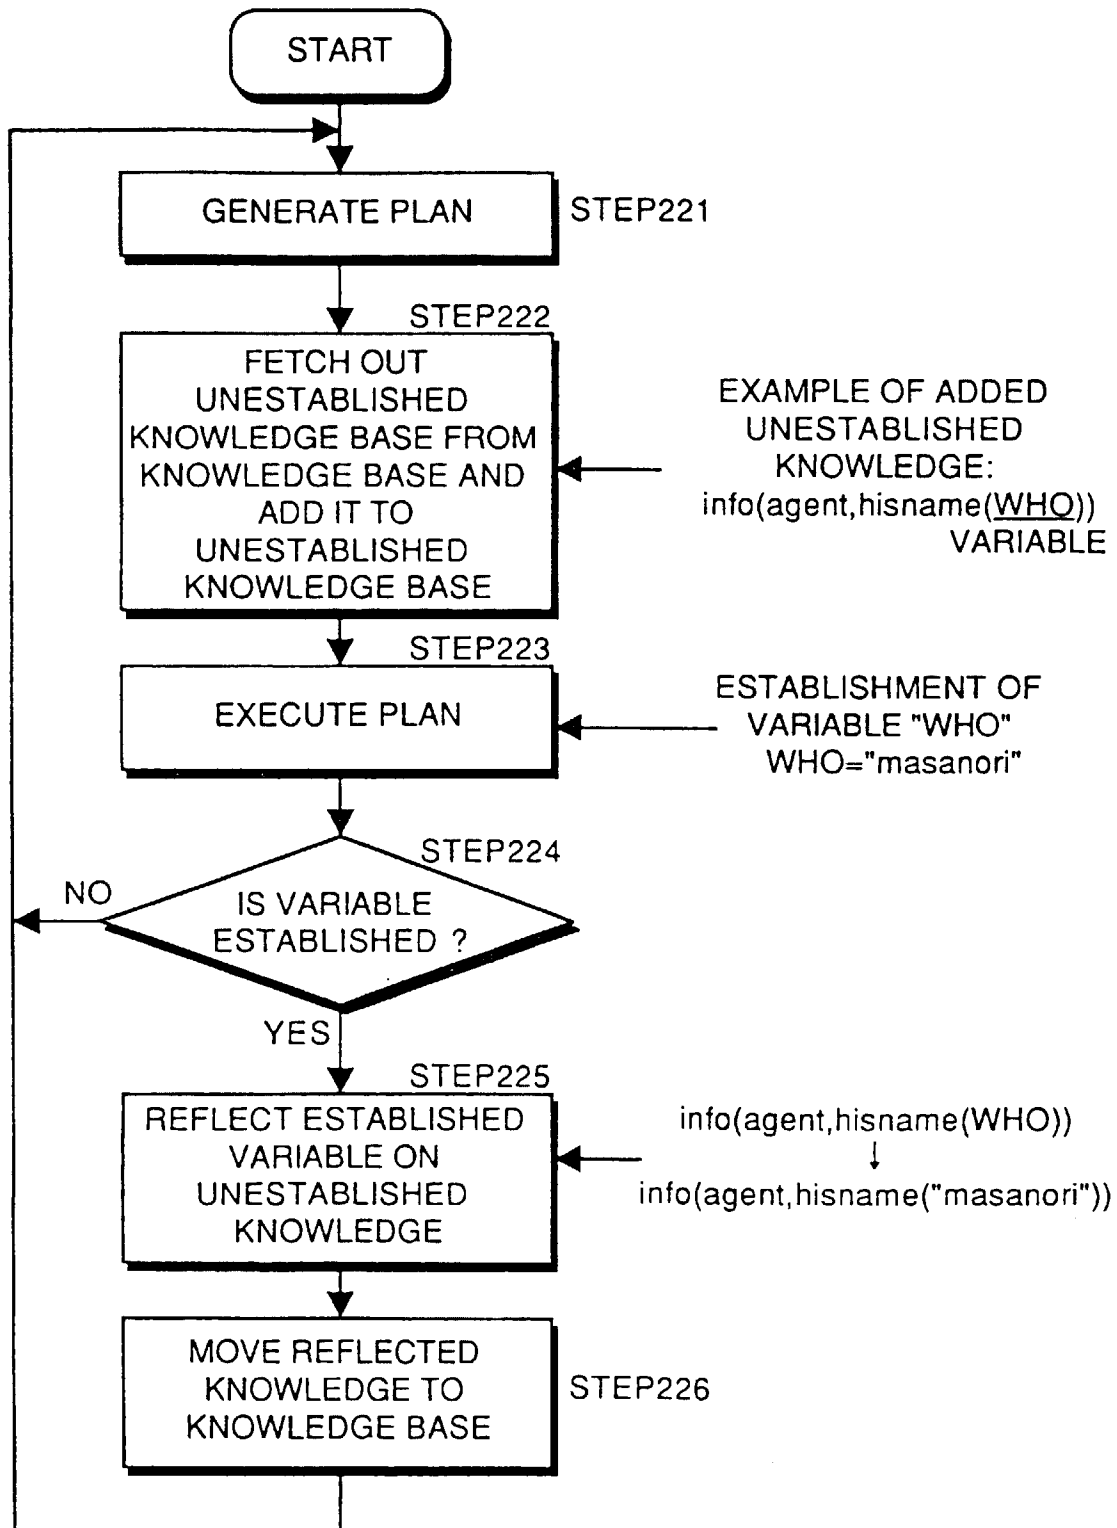 START
GENERATE PLAN
STEP221
STEP222
FETCH OUT
UNESTABLISHED
KNOWLEDGE BASE FROM
KNOWLEDGE BASE AND
ADD IT TO
UNESTABLISHED
KNOWLEDGE BASE
EXAMPLE OF ADDED
UNESTABLISHED
KNOWLEDGE:
info(agent,hisname(WHO))
VARIABLE
STEP223
EXECUTE PLAN
ESTABLISHMENT OF
VARIABLE "WHO"
WHO="masanori"
STEP224
NO
IS VARIABLE
ESTABLISHED ?
YES
STEP225
REFLECT ESTABLISHED
VARIABLE ON
UNESTABLISHED
KNOWLEDGE
info(agent,hisname(WHO))
info(agent,hisname("masanori"))
MOVE REFLECTED
KNOWLEDGE TO
KNOWLEDGE BASE
STEP226